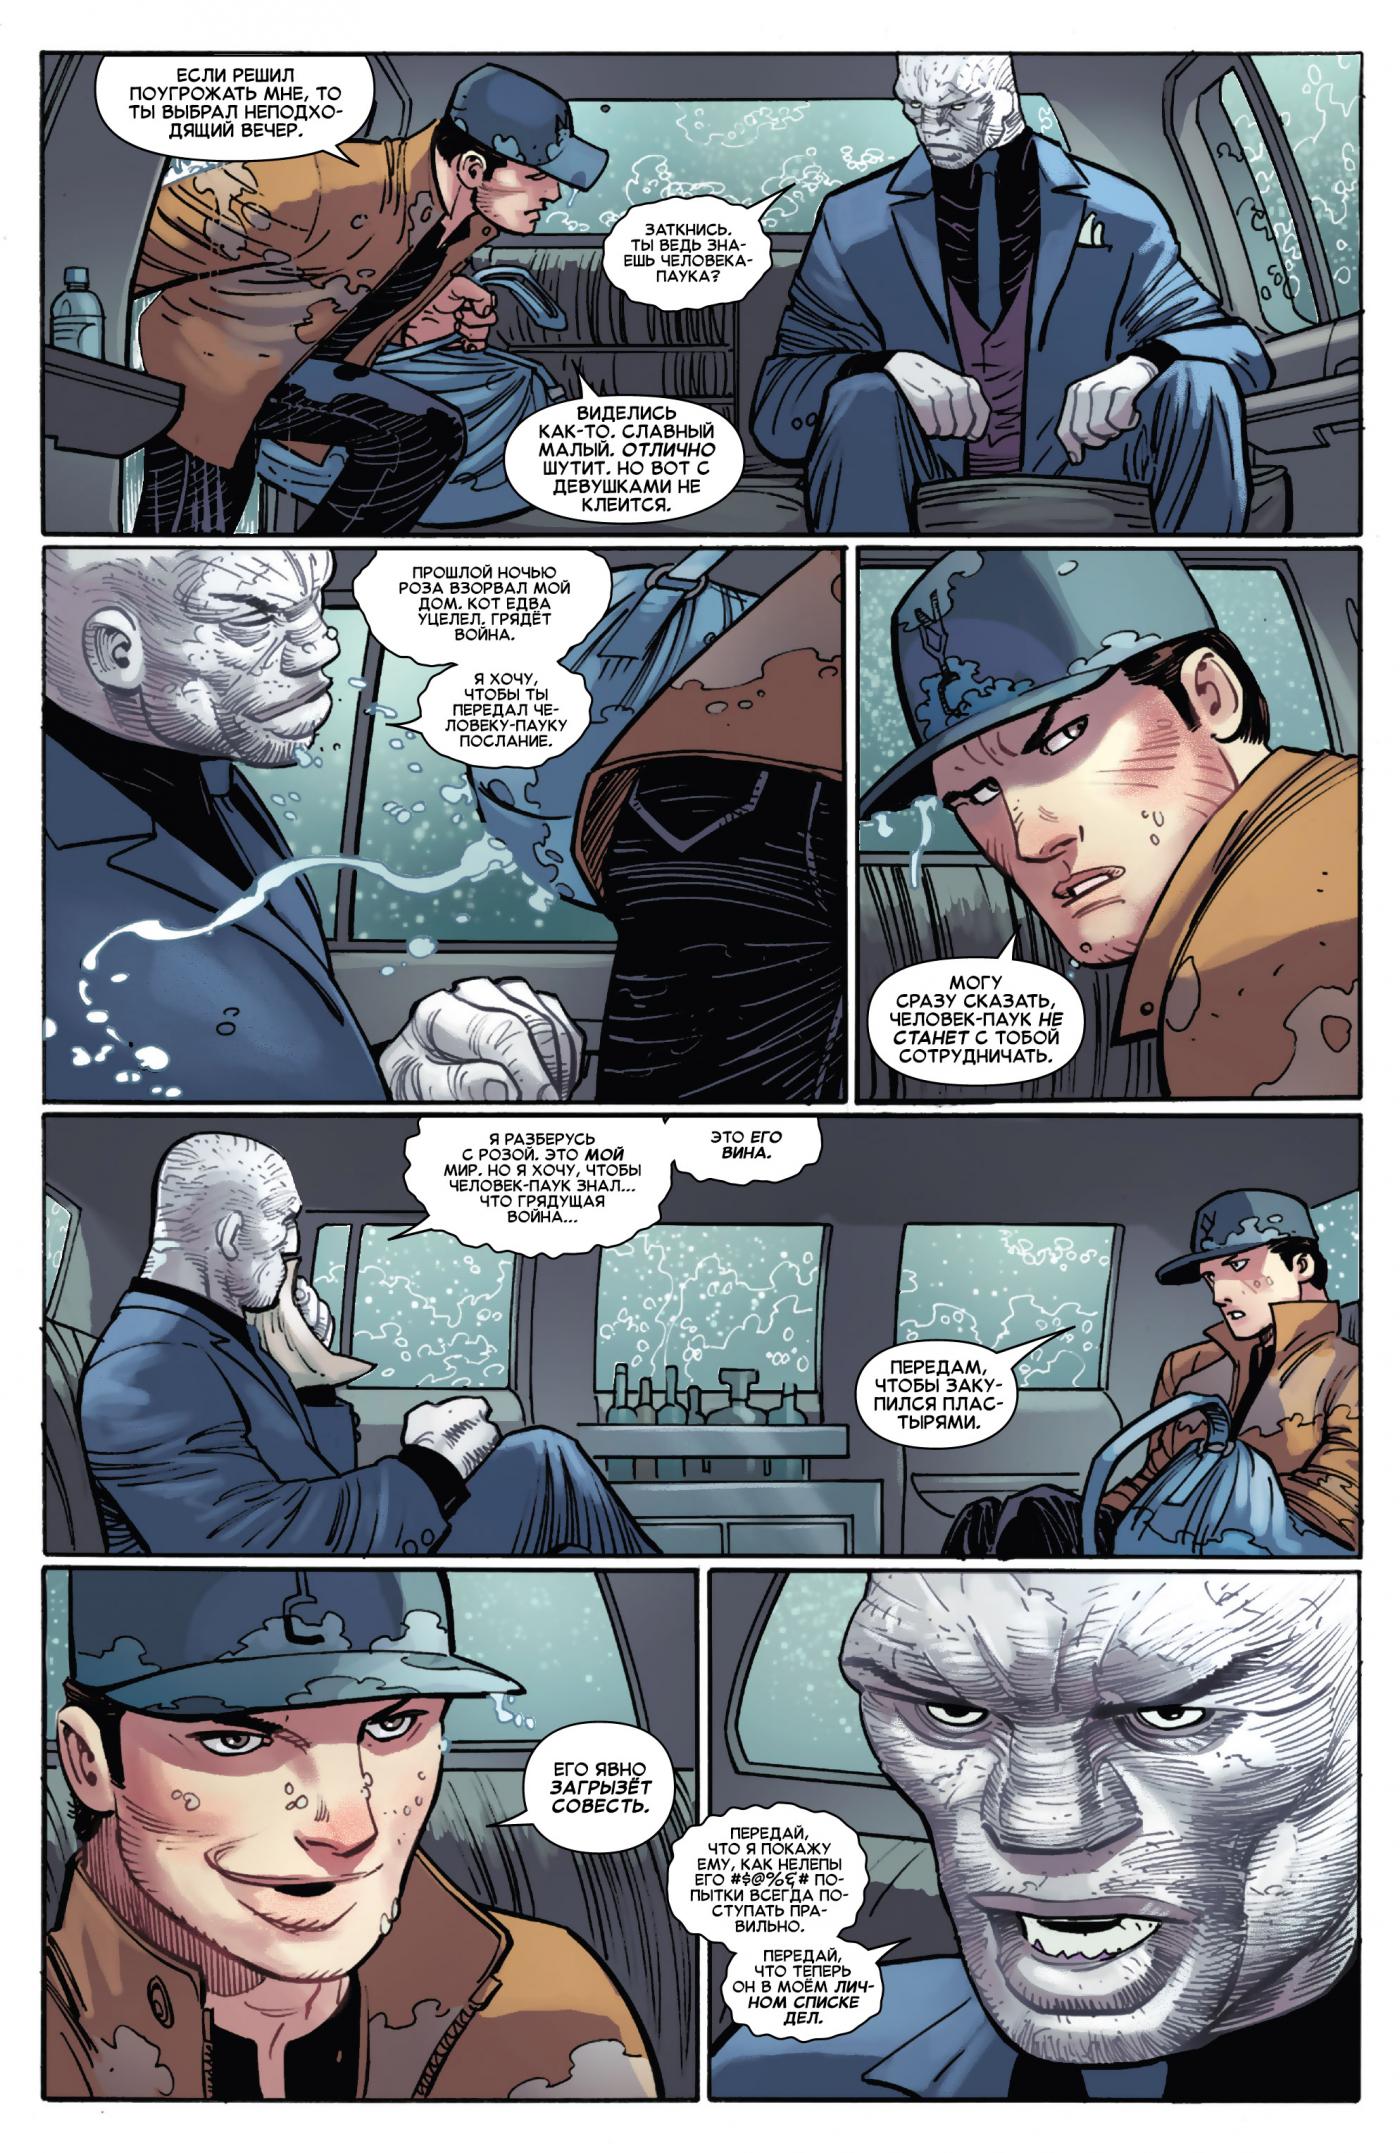 ЕСЛИ РЕШИЛ
ПОУГРОЖАТЬ МНЕ, ТО
ТЫ ВЫБРАЛ НЕПОДХО-
ДЯЩИЙ ВЕЧЕР.
ЗАТКНИСЬ.
ТЫ ВЕДЬ ЗНА-
ЕШЬ ЧЕЛОВЕКА-
ПАУКА?
ВИДЕЛИСЬ
КАК-ТО. СЛАВНЫЙ
МАЛЫЙ. ОТЛИЧНО
ШУТИТ. НО ВОТ С
ДЕВУШКАМИ НЕ
КЛЕИТСЯ.
ПРОШЛОЙ НОЧЬЮ
РОЗА ВЗОРВАЛ МОЙ
ДОМ. КОТ ЕДВА
УЦЕЛЕЛ. ГРЯДЁТ
ВОЙНА.
Я ХОЧУ,
ЧТОБЫ ТЫ
ПЕРЕДАЛ ЧЕ-
ЛОВЕКУ-ПАУКУ
ПОСЛАНИЕ.
МОГУ
СРАЗУ СКАЗАТЬ,
ЧЕЛОВЕК-ПАУК НЕ
СТАНЕТ С ТОБОЙ
СОТРУДНИЧАТЬ.
Я РАЗБЕРУСЬ
С РОЗОЙ. ЭТО МОЙ
МИР. НО Я ХОЧУ, ЧТОБЫ
ЧЕЛОВЕК-ПАУК ЗНАЛ...
ЧТО ГРЯДУЩАЯ
ВОЙНА...
ЭТО ЕГО
ВИНА.
ПЕРЕДАМ,
ЧТОБЫ ЗАКУ-
ПИЛСЯ ПЛАС-
ТЫРЯМИ.
ЕГО ЯВНО
ЗАГРЫЗЁТ
СОВЕСТЬ.
ПЕРЕДАЙ,
ЧТО Я ПОКАЖУ
ЕМУ, КАК НЕЛЕПЫ
ЕГО #$@%&# ПО-
ПЫТКИ ВСЕГДА ПО-
СТУПАТЬ ПРА-
ВИЛЬНО.
ПЕРЕДАЙ,
ЧТО ТЕПЕРЬ
ОН В МОЁМ ЛИЧ-
НОМ СПИСКЕ
ДЕЛ.